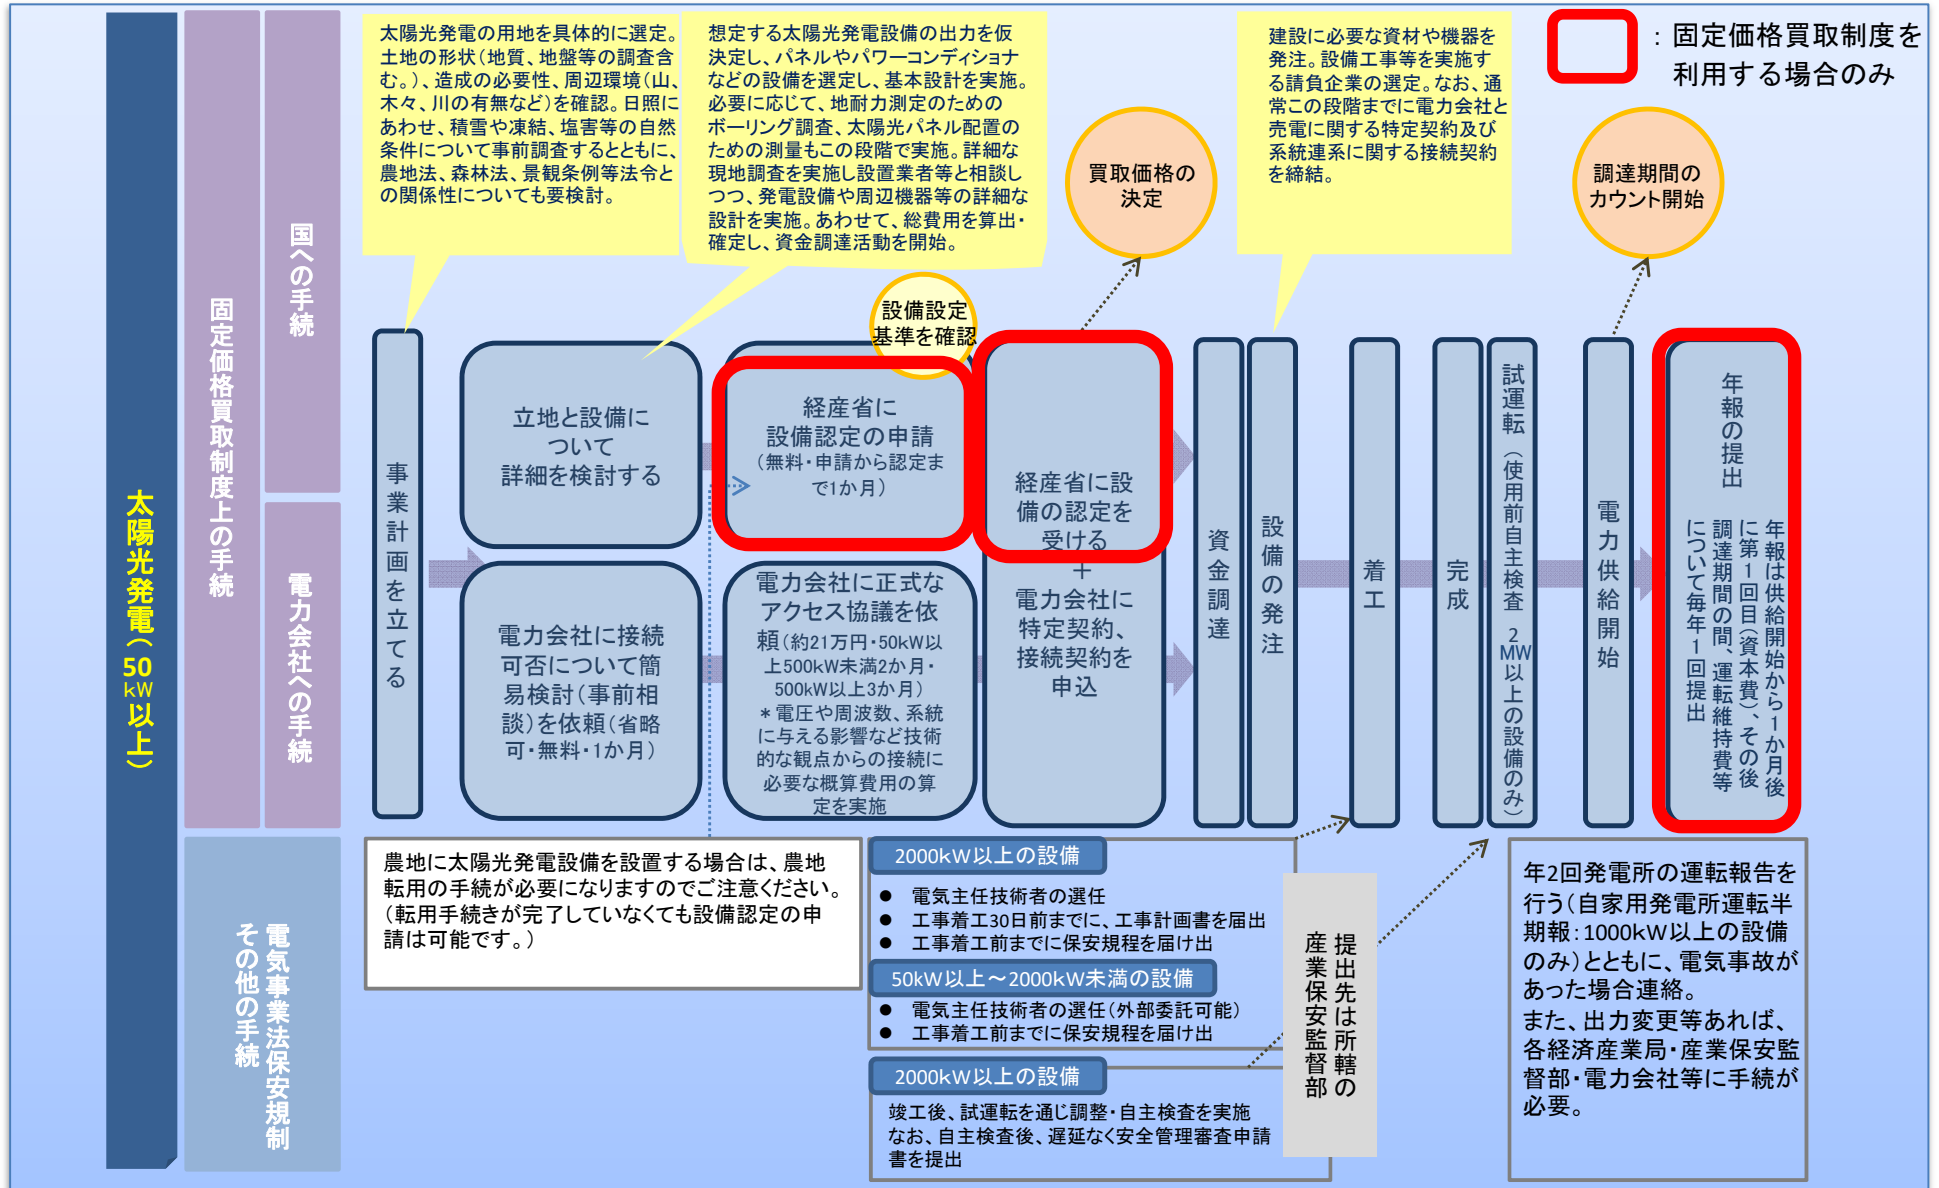 太陽光発電の用地を具体的に選定。
土地の形状(地質、地盤等の調査含
む。)、造成の必要性、周辺環境(山、
木々、川の有無など)を確認。日照に
あわせ、積雪や凍結、塩害等の自然
条件について事前調査するとともに、
農地法、森林法、景観条例等法令と
の関係性についても要検討。
想定する太陽光発電設備の出力を仮
決定し、パネルやパワーコンディショナ
などの設備を選定し、基本設計を実施。
必要に応じて、地耐力測定のための
ボーリング調査、太陽光パネル配置の
ための測量もこの段階で実施。詳細な
現地調査を実施し設置業者等と相談し
つつ、発電設備や周辺機器等の詳細な
設計を実施。あわせて、総費用を算出・
確定し、資金調達活動を開始。
買取価格の
決定
建設に必要な資材や機器を
発注。設備工事等を実施す
る請負企業の選定。なお、通
常この段階までに電力会社と
売電に関する特定契約及び
系統連系に関する接続契約
を締結。
調達期間の
カウント開始
:固定価格買取制度を
利用する場合のみ
太陽光発電(50kW以上)
固定価格買取制度上の手続
国への手続
電力会社への手続
電気事業法保安規制
その他の手続
設備設定
基準を確認
事業計画を立てる
立地と設備に
ついて
詳細を検討する
経産省に
設備認定の申請
(無料・申請から認定ま
で1か月)
経産省に設
備の認定を
受ける
+
電力会社に
特定契約、
接続契約を
申込
電力会社に接続
可否について簡
易検討(事前相
談)を依頼(省略
可・無料・1か月)
電力会社に正式な
アクセス協議を依
頼(約21万円・50kW以
上500kW未満2か月・
500kW以上3か月)
*電圧や周波数、系統
に与える影響など技術
的な観点からの接続に
必要な概算費用の算
定を実施
資金調達
設備の発注
着工
完成
試運転(使用前自主検査 2MW以上の設備のみ)
電力供給開始
年報の提出
年報は供給開始から1か月後
に第1回目(資本費)、その後
調達期間の間、運転維持費等
について毎年1回提出
農地に太陽光発電設備を設置する場合は、農地
転用の手続が必要になりますのでご注意ください。
(転用手続きが完了していなくても設備認定の申
請は可能です。)
2000kW以上の設備
● 電気主任技術者の選任
● 工事着工30日前までに、工事計画書を届出
● 工事着工前までに保安規程を届け出
50kW以上~2000kW未満の設備
● 電気主任技術者の選任(外部委託可能)
● 工事着工前までに保安規程を届け出
2000kW以上の設備
竣工後、試運転を通じ調整・自主検査を実施
なお、自主検査後、遅延なく安全管理審査申請
書を提出
提出先は所轄の
産業保安監督部
年2回発電所の運転報告を
行う(自家用発電所運転半
期報:1000kW以上の設備
のみ)とともに、電気事故が
あった場合連絡。
また、出力変更等あれば、
各経済産業局・産業保安監
督部・電力会社等に手続が
必要。